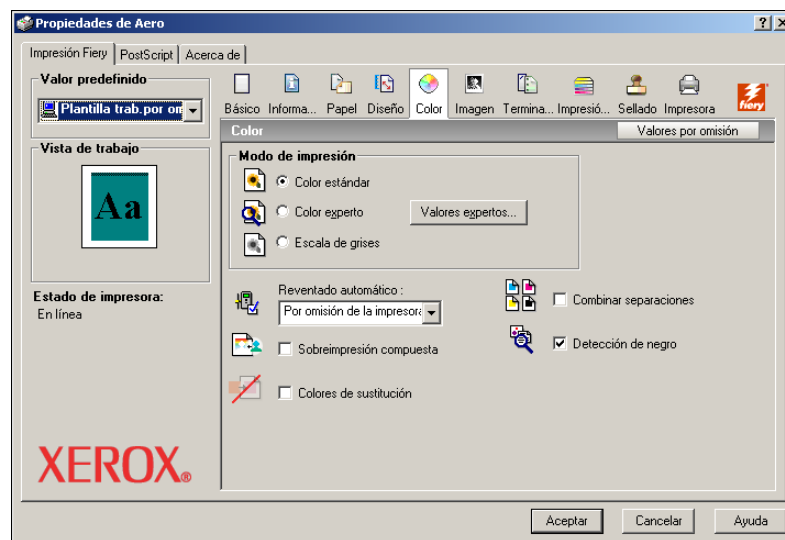 Propiedades de Aero
Impresión Fiery PostScript Acerca de
Valor predefinido
Plantilla trab.por om
Básico Informa... Papel Diseño Color Imagen Termina... Impresió... Sellado Impresora
fiery
Color Valores por omisión
Vista de trabajo
Aa
Modo de impresión
Color estándar
Color experto Valores expertos...
Escala de grises
Estado de impresora:
En línea
Reventado automático :
Por omisión de la impresora
Combinar separaciones
Sobreimpresión compuesta
Detección de negro
Colores de sustitución
XEROX®
Aceptar Cancelar Ayuda